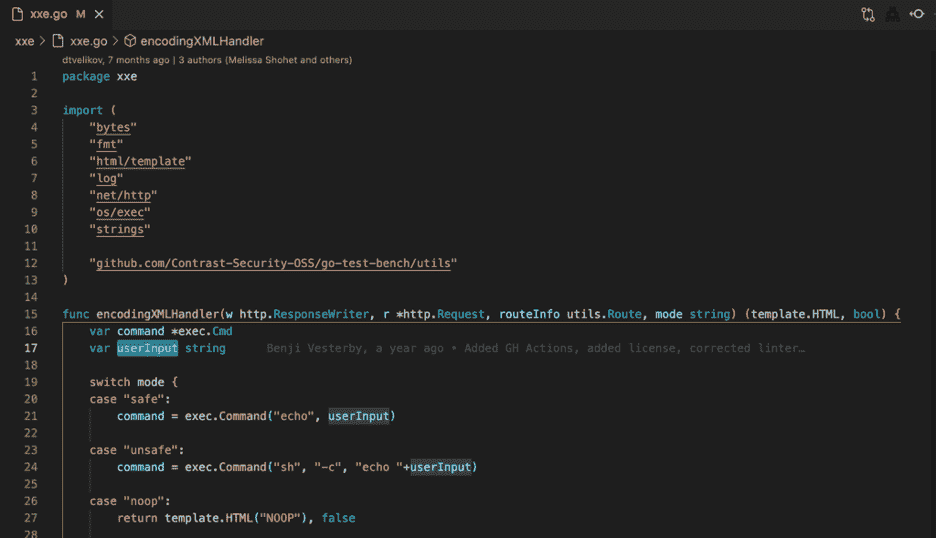 xxe.go M ×
xxe > xxe.go > encodingXMLHandler
dtvelikov, 7 months ago | 3 authors (Melissa Shohet and others)
1 package xxe
2
3 import (
4 "bytes"
5 "fmt"
6 "html/template"
7 "log"
8 "net/http"
9 "os/exec"
10 "strings"
11
12 "github.com/Contrast-Security-OSS/go-test-bench/utils"
13 )
14
15 func encodingXMLHandler(w http.ResponseWriter, r *http.Request, routeInfo utils.Route, mode string) (template.HTML, bool) {
16 var command *exec.Cmd
17 var userInput string Benji Vesterby, a year ago • Added GH Actions, added license, corrected linter…
18
19 switch mode {
20 case "safe":
21 command = exec.Command("echo", userInput)
22
23 case "unsafe":
24 command = exec.Command("sh", "-c", "echo "+userInput)
25
26 case "noop":
27 return template.HTML("NOOP"), false
28